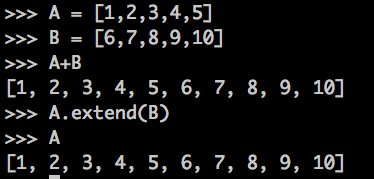 >>> A = [1,2,3,4,5]
>>> B = [6,7,8,9,10]
>>> A+B
[1, 2, 3, 4, 5, 6, 7, 8, 9, 10]
>>> A.extend(B)
>>> A
[1, 2, 3, 4, 5, 6, 7, 8, 9, 10]